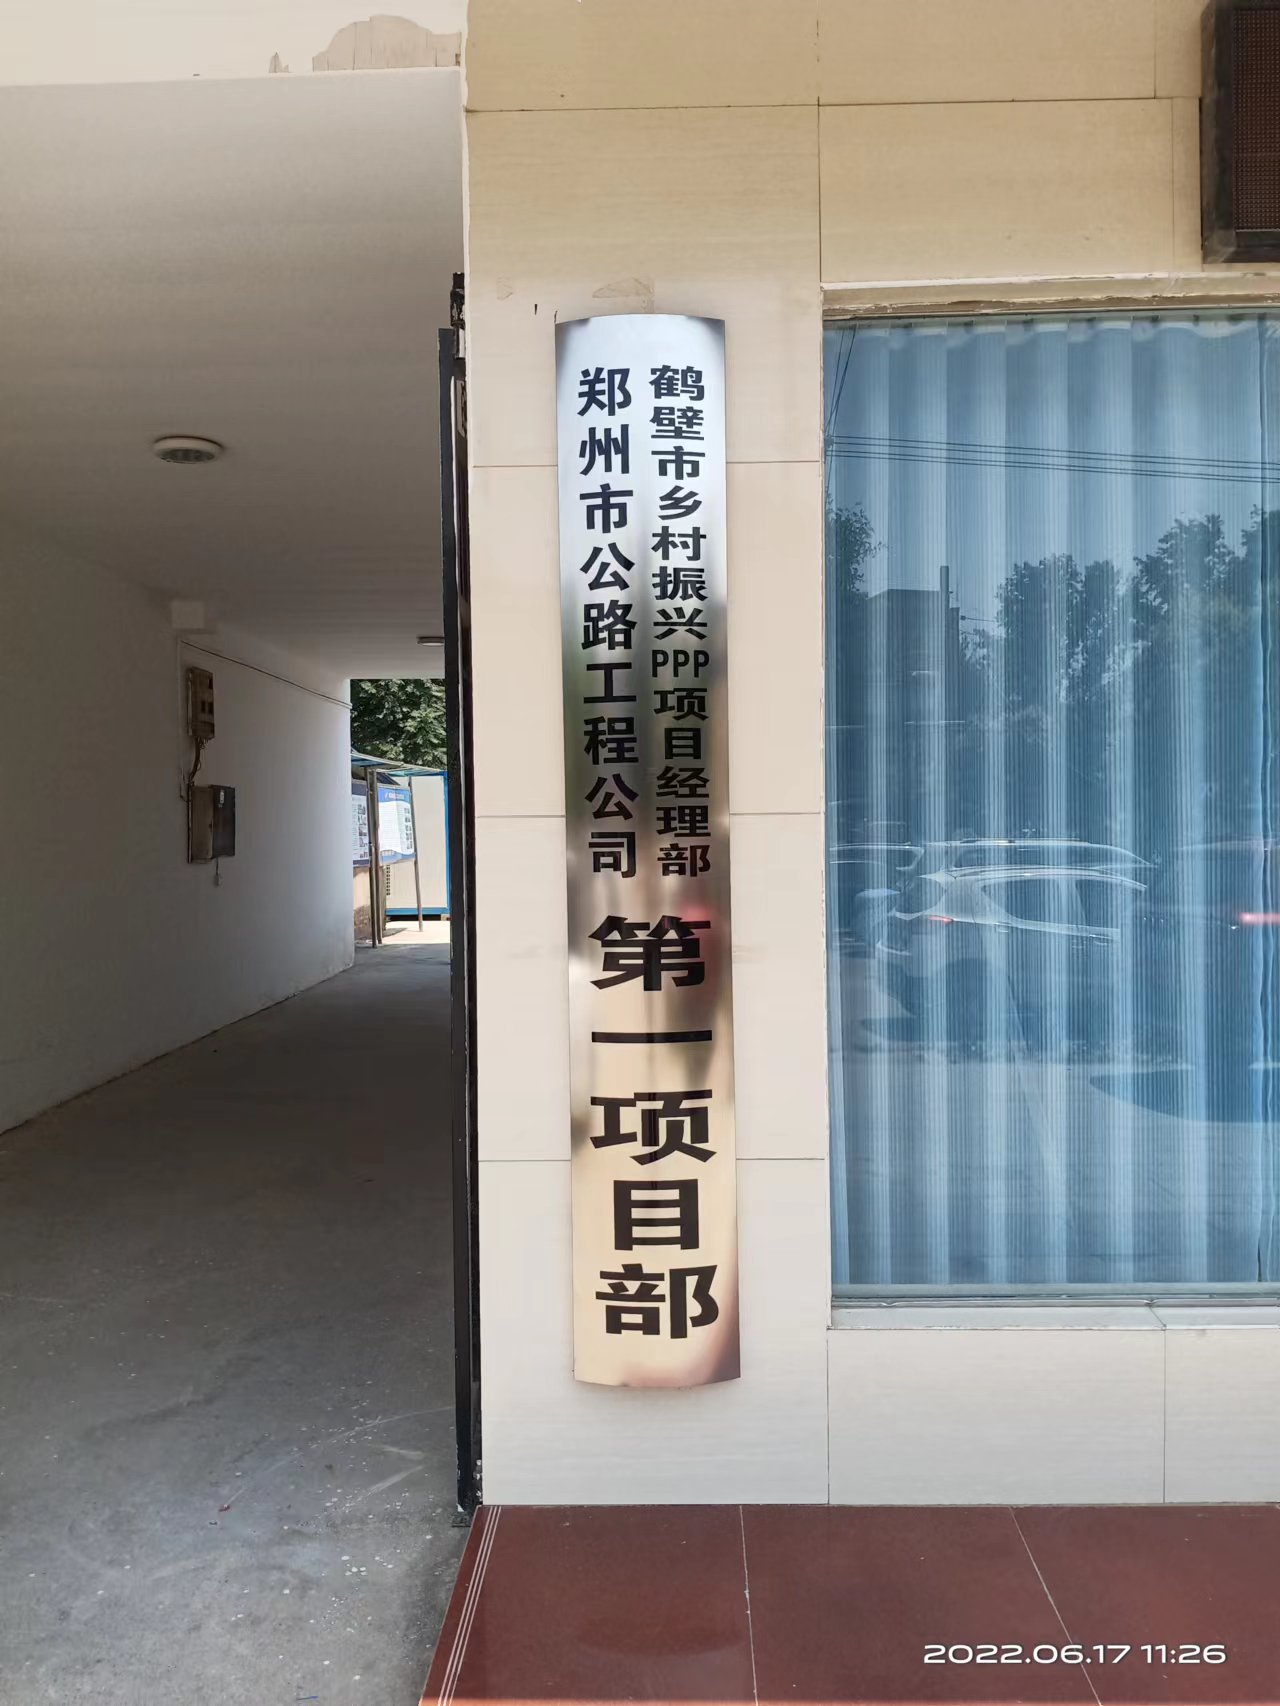 郑州市公路工程公司
鹤壁市乡村振兴PPP项目经理部
第一项目部
2022.06.17 11:26